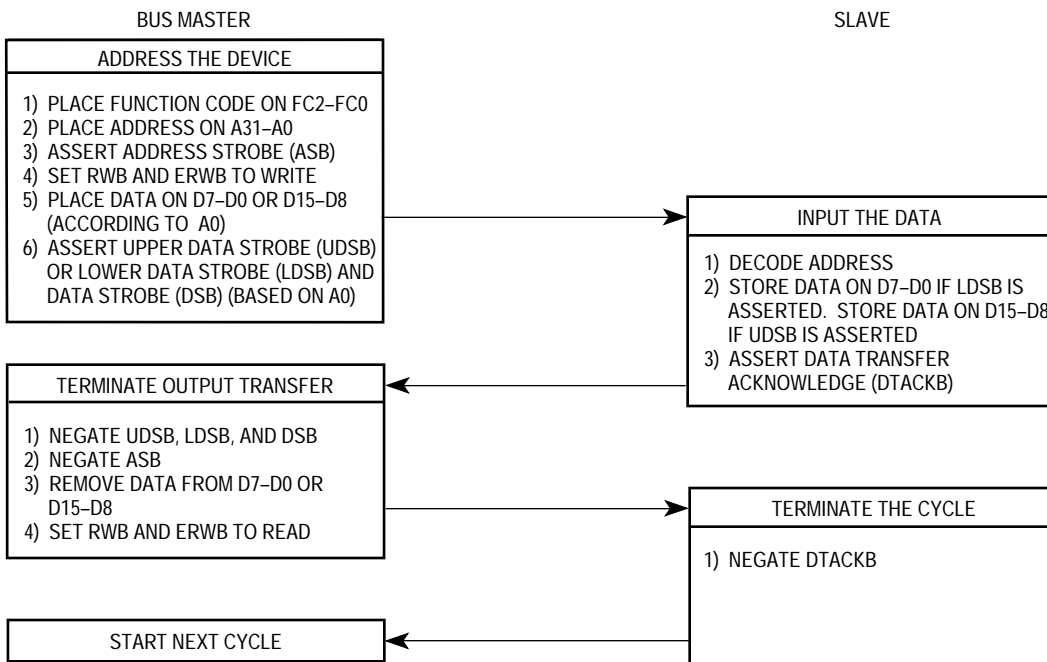 BUS MASTER
SLAVE
ADDRESS THE DEVICE
1) PLACE FUNCTION CODE ON FC2–FC0
2) PLACE ADDRESS ON A31–A0
3) ASSERT ADDRESS STROBE (ASB)
4) SET RWB AND ERWB TO WRITE
5) PLACE DATA ON D7–D0 OR D15–D8
(ACCORDING TO A0)
6) ASSERT UPPER DATA STROBE (UDSB)
OR LOWER DATA STROBE (LDSB) AND
DATA STROBE (DSB) (BASED ON A0)
INPUT THE DATA
1) DECODE ADDRESS
2) STORE DATA ON D7–D0 IF LDSB IS
ASSERTED. STORE DATA ON D15–D8
IF UDSB IS ASSERTED
3) ASSERT DATA TRANSFER
ACKNOWLEDGE (DTACKB)
TERMINATE OUTPUT TRANSFER
1) NEGATE UDSB, LDSB, AND DSB
2) NEGATE ASB
3) REMOVE DATA FROM D7–D0 OR
D15–D8
4) SET RWB AND ERWB TO READ
TERMINATE THE CYCLE
1) NEGATE DTACKB
START NEXT CYCLE